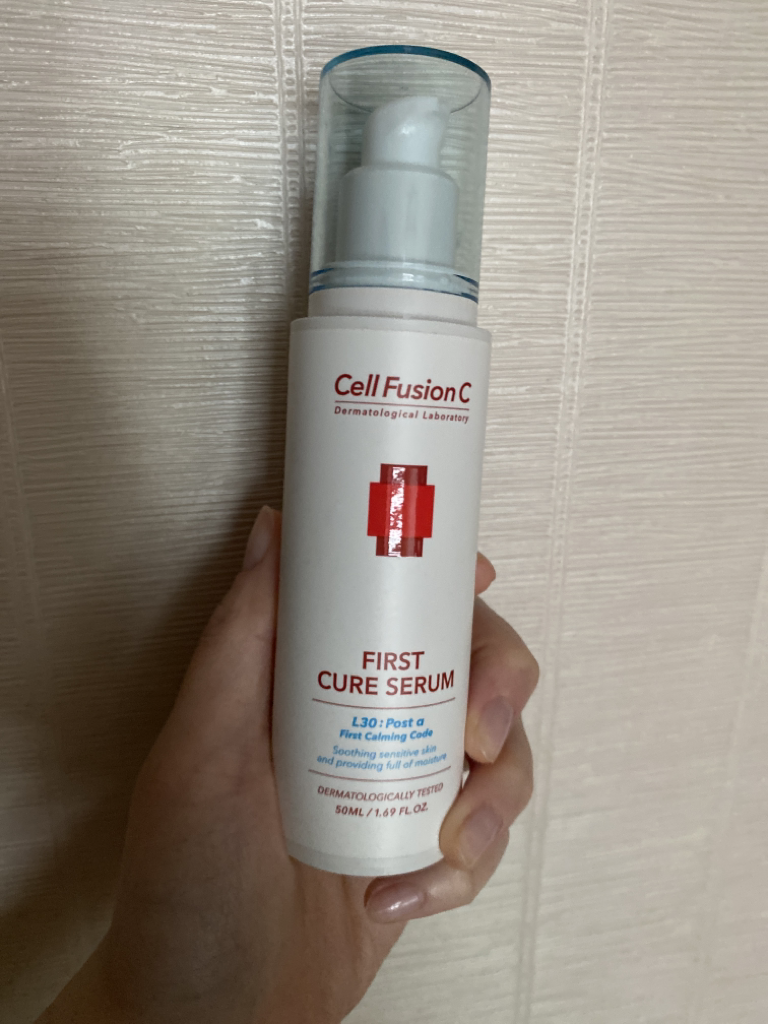 Cell Fusion C
Dermatological Laboratory
FIRST
CURE SERUM
L30 : Post α
First Calming Code
Soothing sensitive skin
and providing full of moisture
DERMATOLOGICALLY TESTED
50ML / 1.69 FL.OZ.